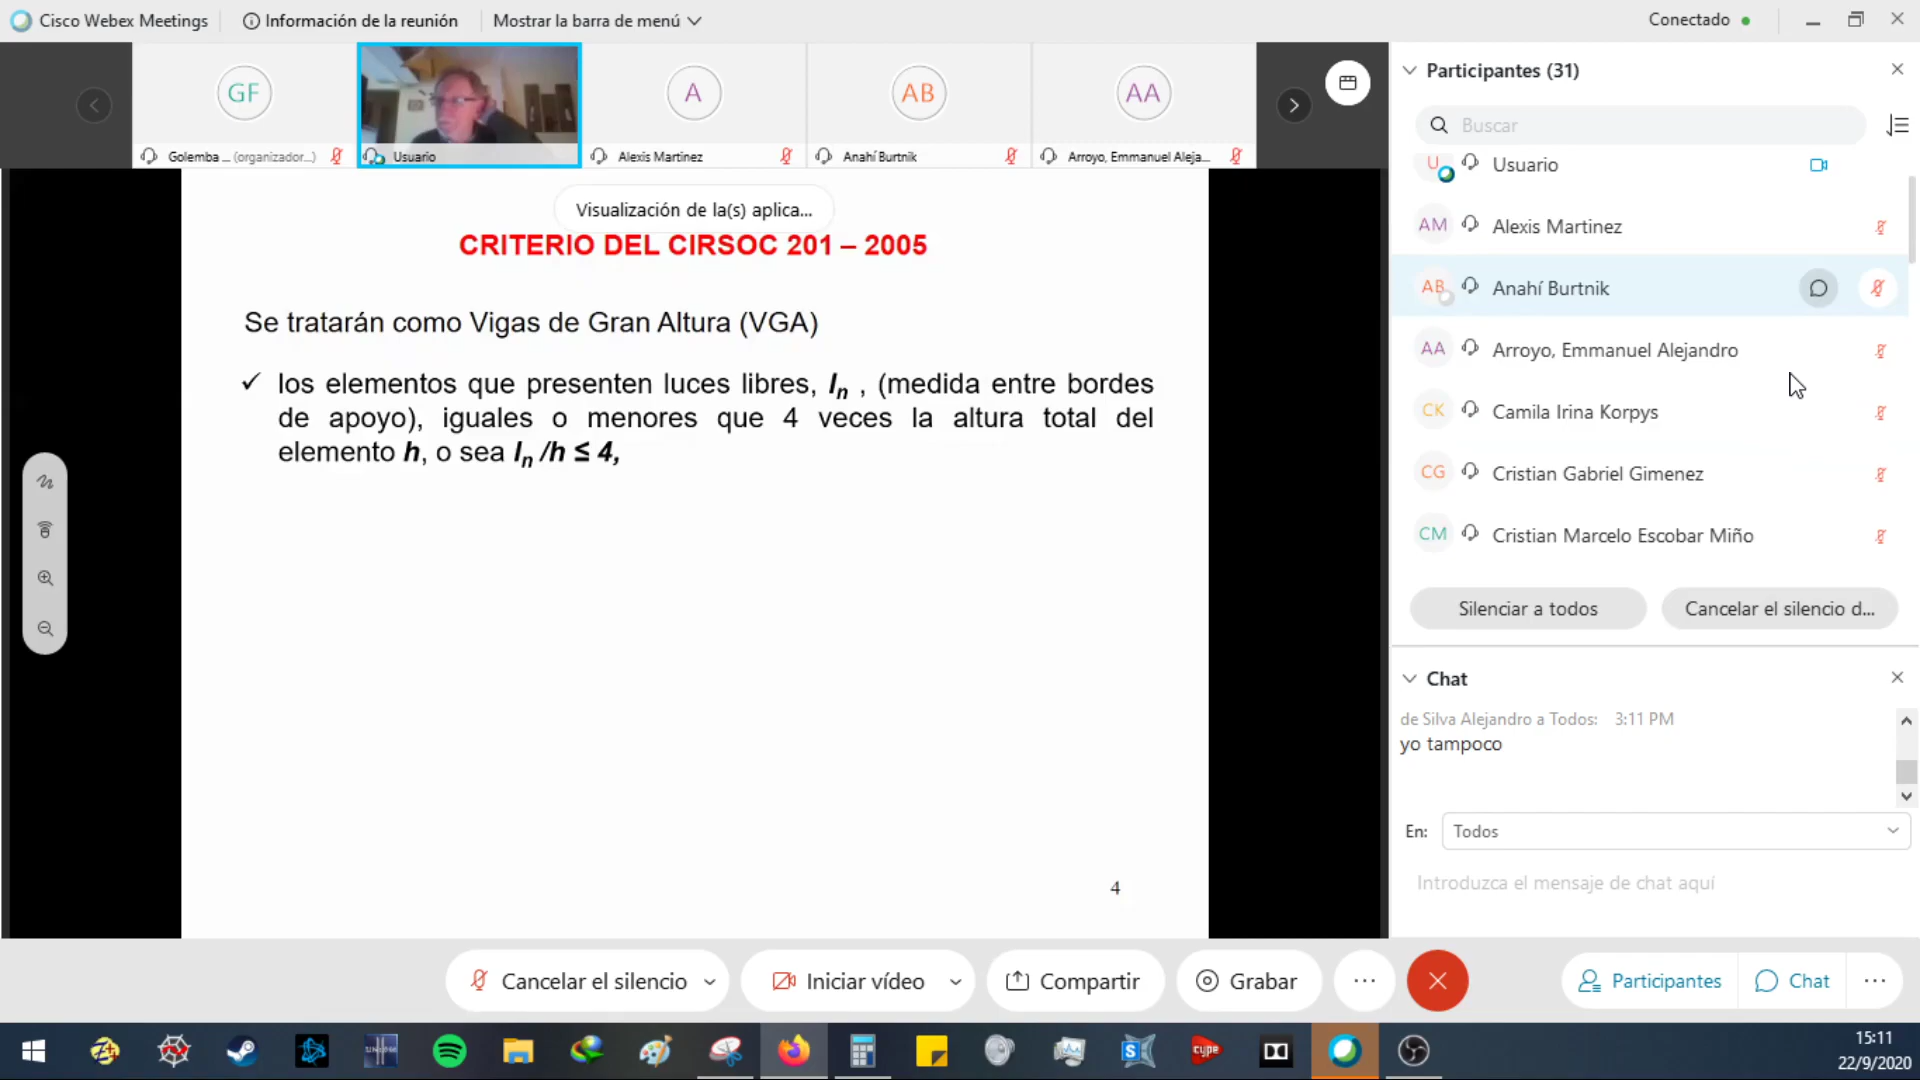 Cisco Webex Meetings
Información de la reunión
Mostrar la barra de menú
Conectado
GF
Golemba ... (organizador...)
Usuario
A
Alexis Martinez
AB
Anahí Burtnik
AA
Arroyo, Emmanuel Aleja...
Visualización de la(s) aplica...
CRITERIO DEL CIRSOC 201 – 2005
Se tratarán como Vigas de Gran Altura (VGA)
✓ los elementos que presenten luces libres, ln , (medida entre bordes
de apoyo), iguales o menores que 4 veces la altura total del
elemento h, o sea ln /h ≤ 4,
4
Participantes (31)
Buscar
U Usuario
AM Alexis Martinez
AB Anahí Burtnik
AA Arroyo, Emmanuel Alejandro
CK Camila Irina Korpys
CG Cristian Gabriel Gimenez
CM Cristian Marcelo Escobar Miño
Silenciar a todos
Cancelar el silencio d...
Chat
de Silva Alejandro a Todos: 3:11 PM
yo tampoco
En: Todos
Introduzca el mensaje de chat aquí
Cancelar el silencio
Iniciar vídeo
Compartir
Grabar
Participantes
Chat
cype
15:11
22/9/2020